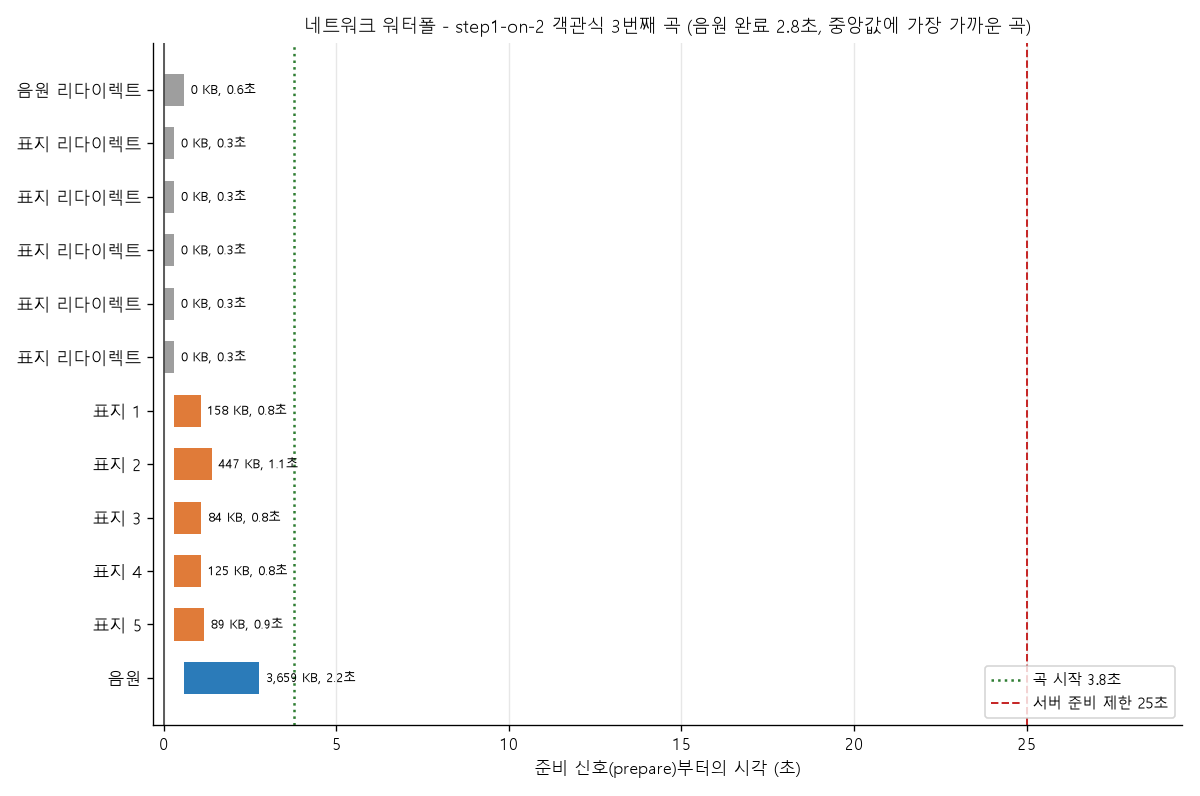 네트워크 워터폴 - step1-on-2 객관식 3번째 곡 (음원 완료 2.8초, 중앙값에 가장 가까운 곡)
음원 리다이렉트
0 KB, 0.6초
표지 리다이렉트
0 KB, 0.3초
표지 리다이렉트
0 KB, 0.3초
표지 리다이렉트
0 KB, 0.3초
표지 리다이렉트
0 KB, 0.3초
표지 리다이렉트
0 KB, 0.3초
표지 1
158 KB, 0.8초
표지 2
447 KB, 1.1초
표지 3
84 KB, 0.8초
표지 4
125 KB, 0.8초
표지 5
89 KB, 0.9초
음원
3,659 KB, 2.2초
곡 시작 3.8초
서버 준비 제한 25초
0 5 10 15 20 25
준비 신호(prepare)부터의 시각 (초)